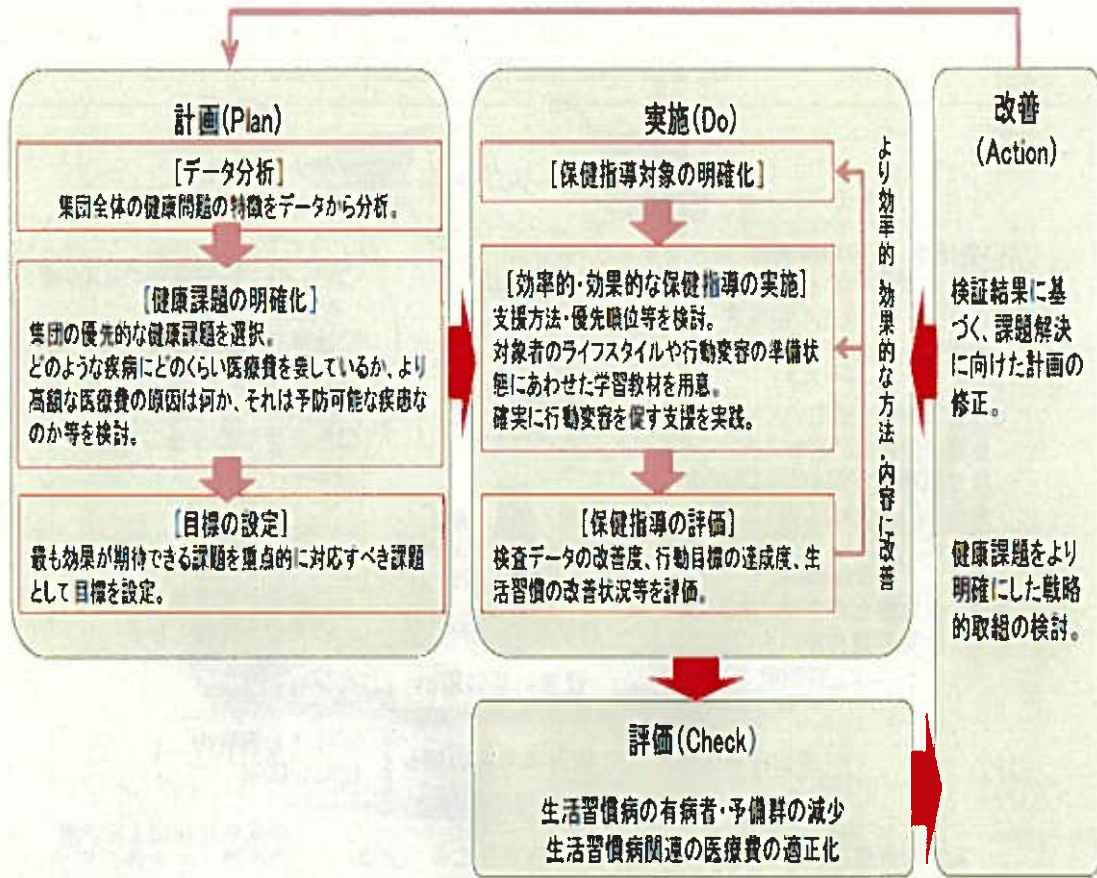 計画(Plan)
[データ分析]
集団全体の健康問題の特徴をデータから分析。
[健康課題の明確化]
集団の優先的な健康課題を選択。
どのような疾病にどのくらい医療費を要しているか、より
高額な医療費の原因は何か、それは予防可能な疾患な
のか等を検討。
[目標の設定]
最も効果が期待できる課題を重点的に対応すべき課題
として目標を設定。
実施(Do)
[保健指導対象の明確化]
[効率的・効果的な保健指導の実施]
支援方法・優先職位等を検討。
対象者のライフスタイルや行動変容の準備状
態にあわせた学習教材を用意。
確実に行動変容を促す支援を実践。
[保健指導の評価]
検査データの改善度、行動目標の達成度、生
活習慣の改善状況等を評価。
より効率的・効果的な方法・内容に改善
評価(Check)
生活習慣病の有病者・予備群の減少
生活習慣病関連の医療費の適正化
改善
(Action)
検証結果に基
づく、課題解決
に向けた計画の
修正。
健康課題をより
明確にした戦略
的取組の検討。